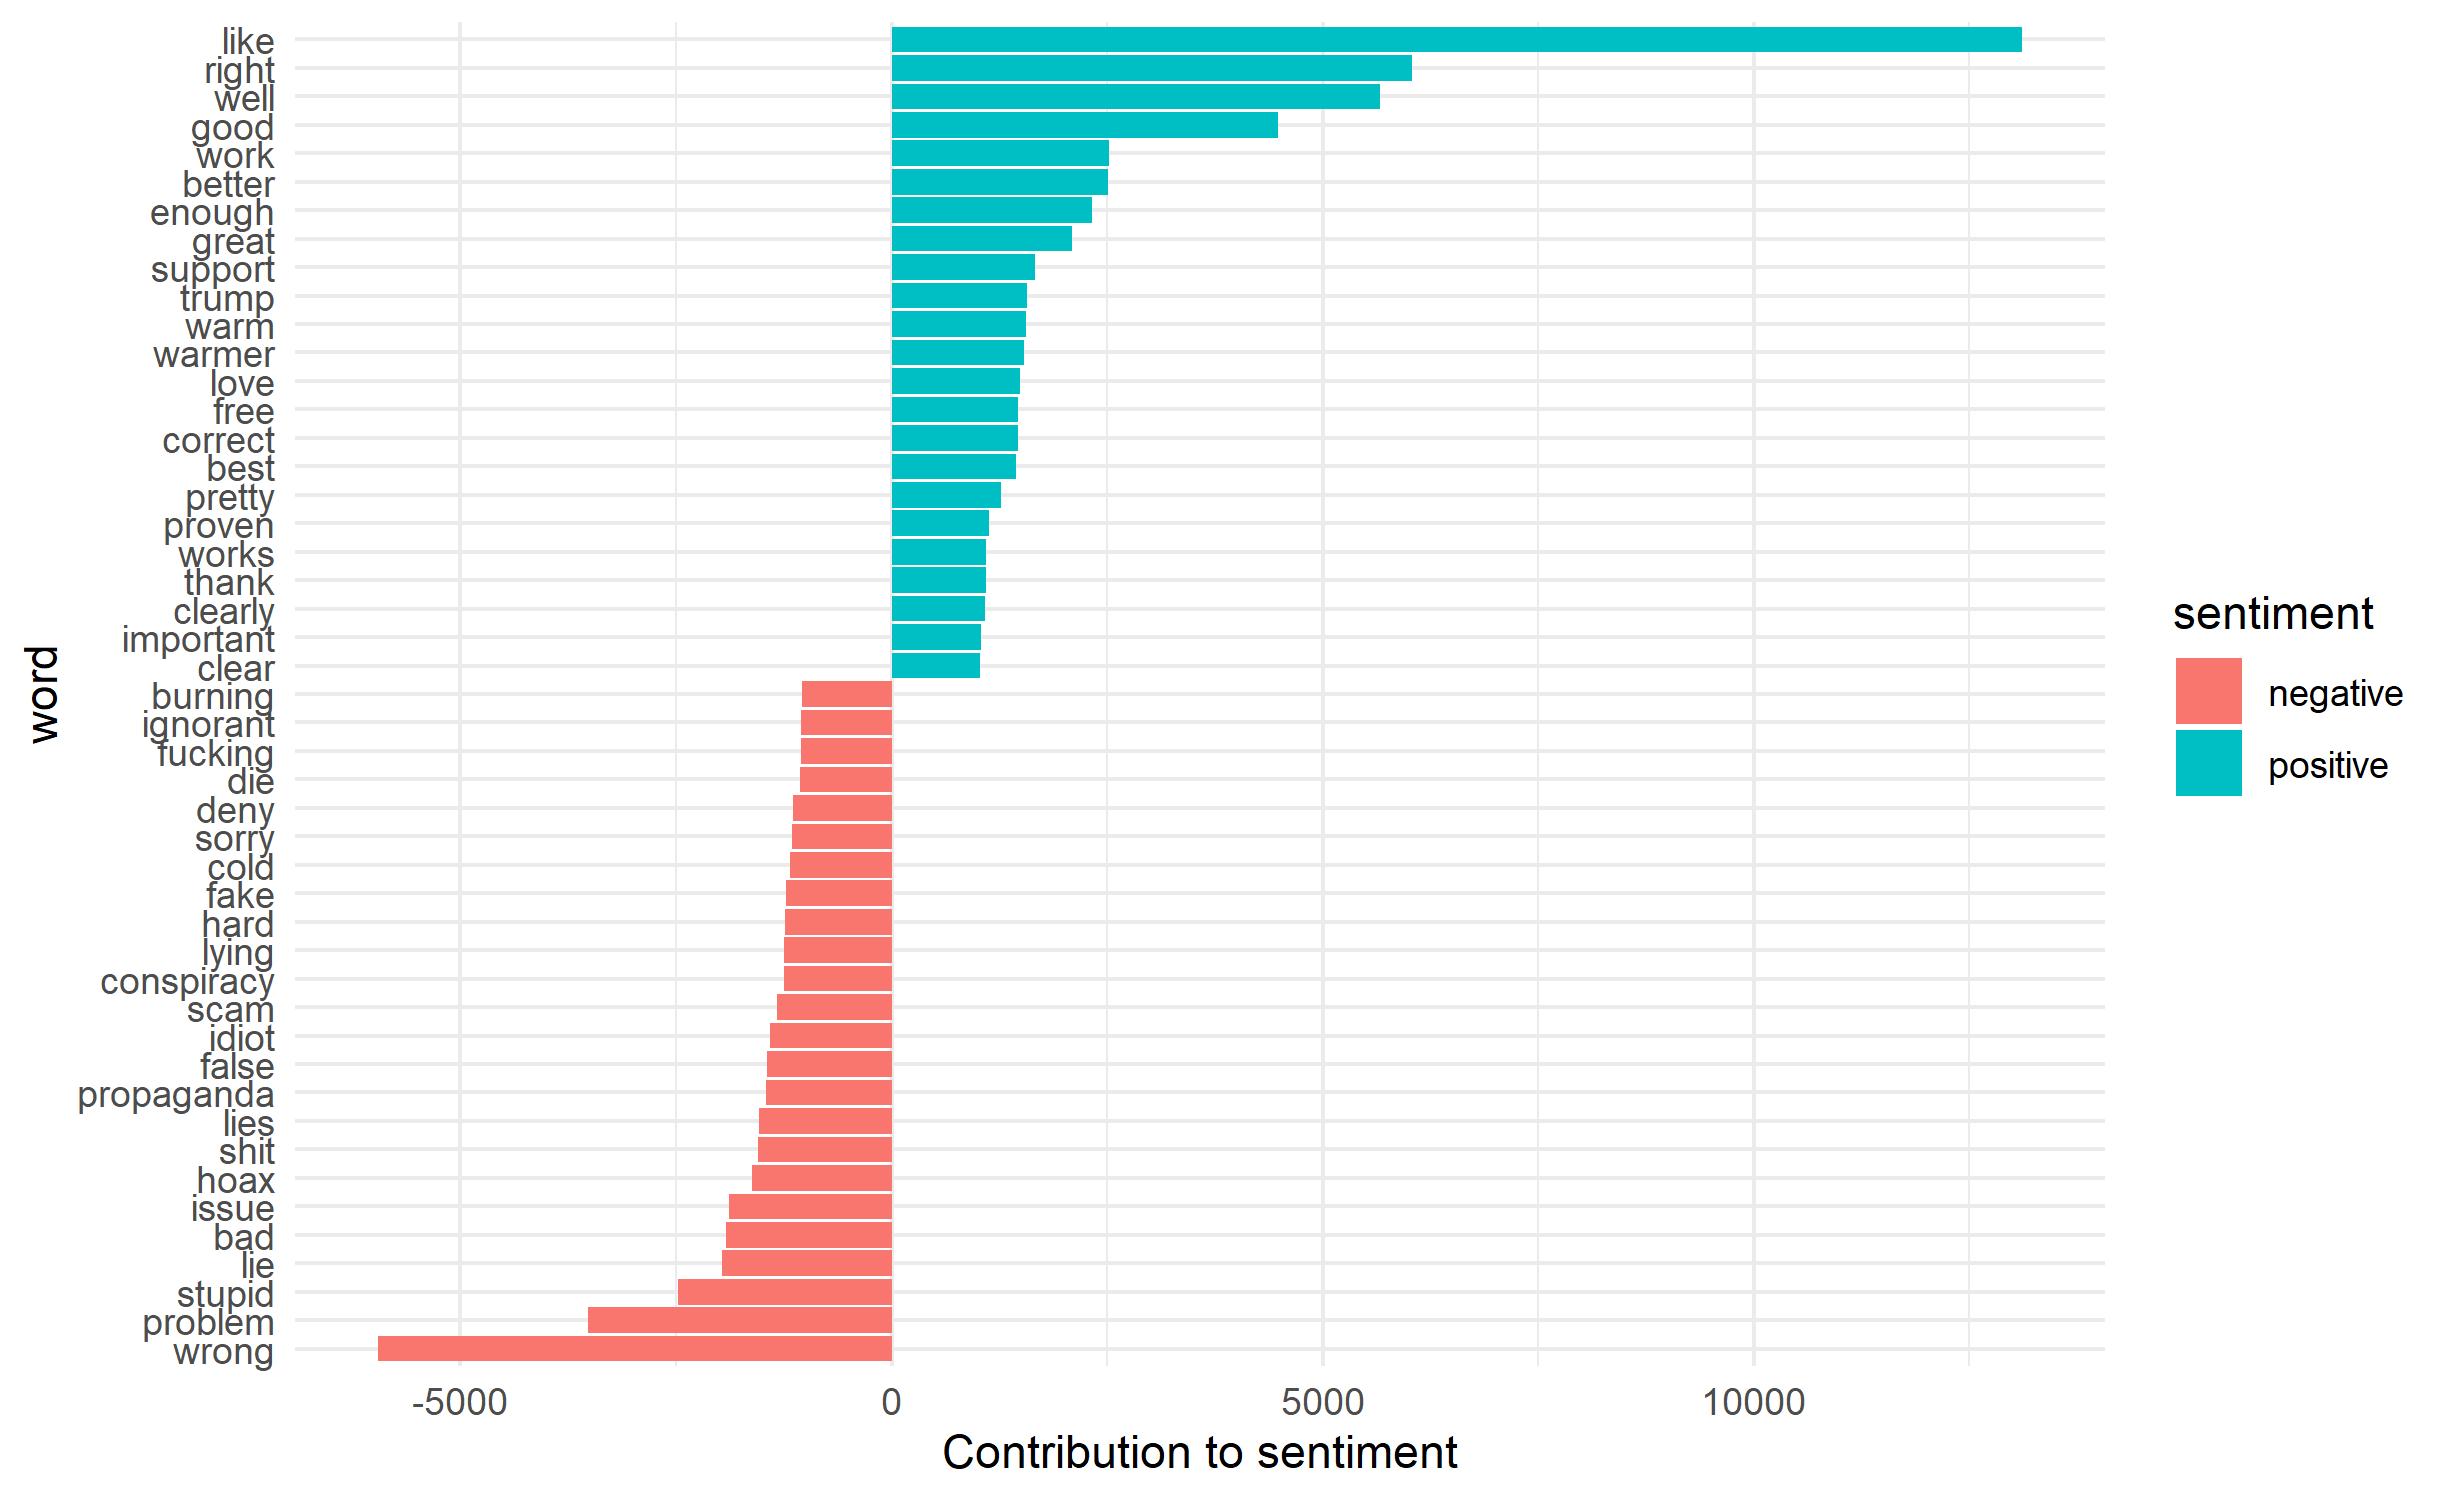 like
right
well
good
work
better
enough
great
support
trump
warm
warmer
love
free
correct
best
pretty
proven
works
thank
clearly
important
clear
burning
ignorant
fucking
die
deny
sorry
cold
fake
hard
lying
conspiracy
scam
idiot
false
propaganda
lies
shit
hoax
issue
bad
lie
stupid
problem
wrong
word
-5000 0 5000 10000
Contribution to sentiment
sentiment
negative
positive